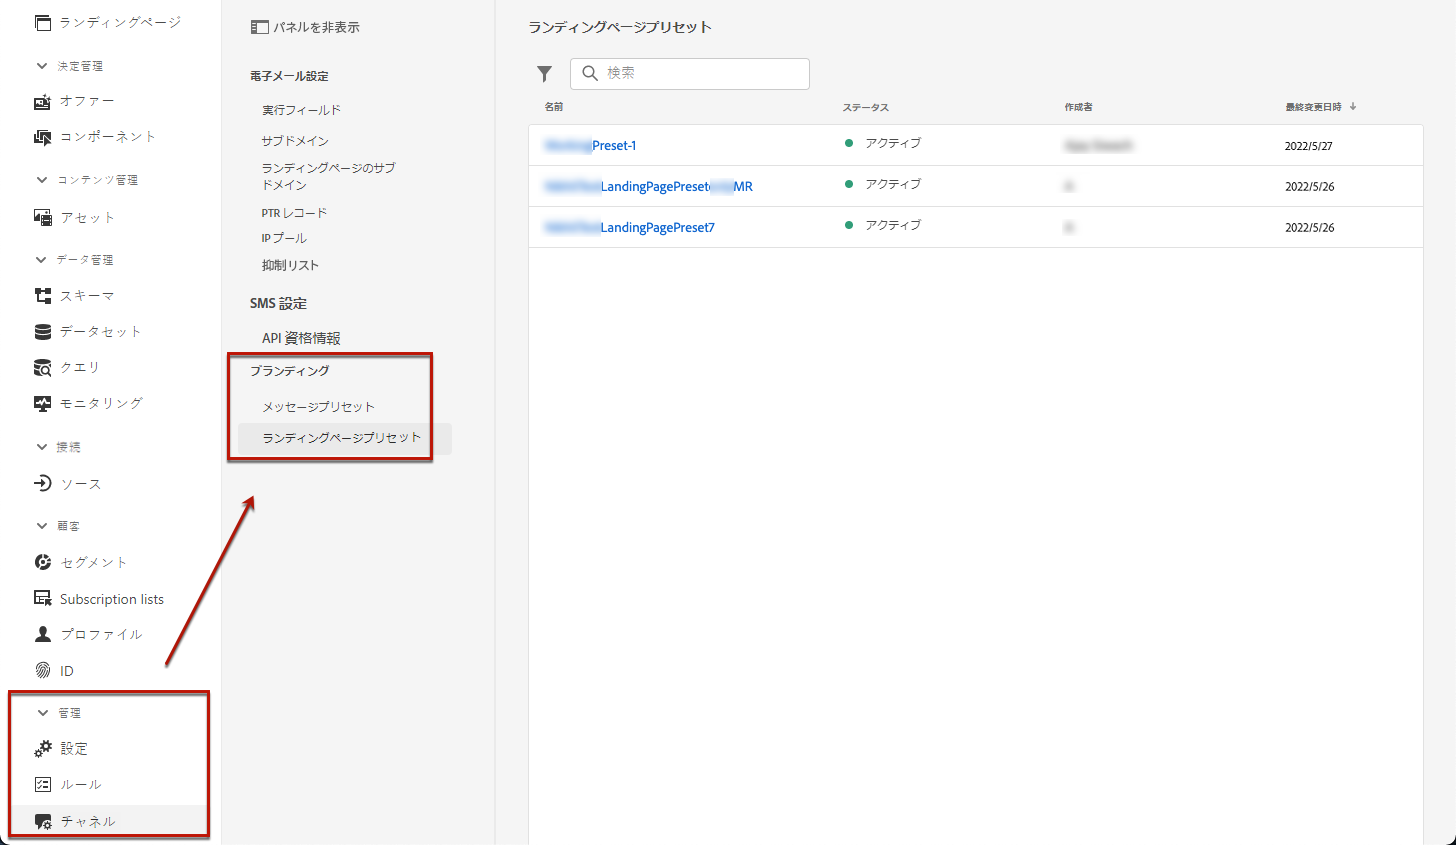 ランディングページ
決定管理
オファー
コンポーネント
コンテンツ管理
アセット
データ管理
スキーマ
データセット
クエリ
モニタリング
接続
ソース
顧客
セグメント
Subscription lists
プロファイル
ID
管理
設定
ルール
チャネル
パネルを非表示
電子メール設定
実行フィールド
サブドメイン
ランディングページのサブ
ドメイン
PTR レコード
IP プール
抑制リスト
SMS 設定
API 資格情報
ブランディング
メッセージプリセット
ランディングページプリセット
ランディングページプリセット
検索
名前 ステータス 作成者 最終変更日時
Preset-1 アクティブ 2022/5/27
LandingPagePreset MR アクティブ 2022/5/26
LandingPagePreset7 アクティブ 2022/5/26